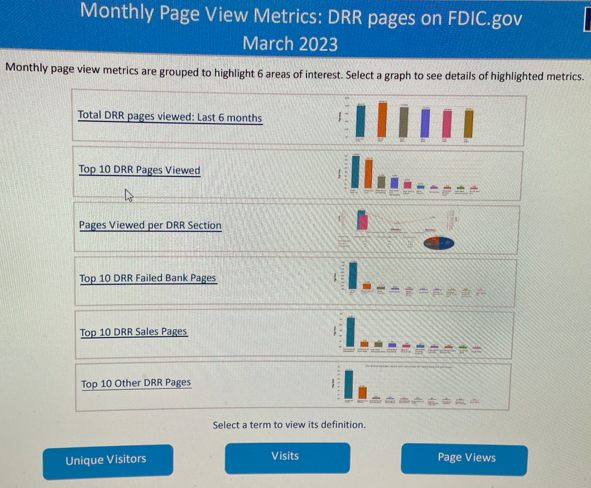 Monthly Page View Metrics: DRR pages on FDIC.gov
March 2023
Monthly page view metrics are grouped to highlight 6 areas of interest. Select a graph to see details of highlighted metrics.
Total DRR pages viewed: Last 6 months
Top 10 DRR Pages Viewed
Pages Viewed per DRR Section
Top 10 DRR Failed Bank Pages
Top 10 DRR Sales Pages
Top 10 Other DRR Pages
Select a term to view its definition.
Unique Visitors
Visits
Page Views